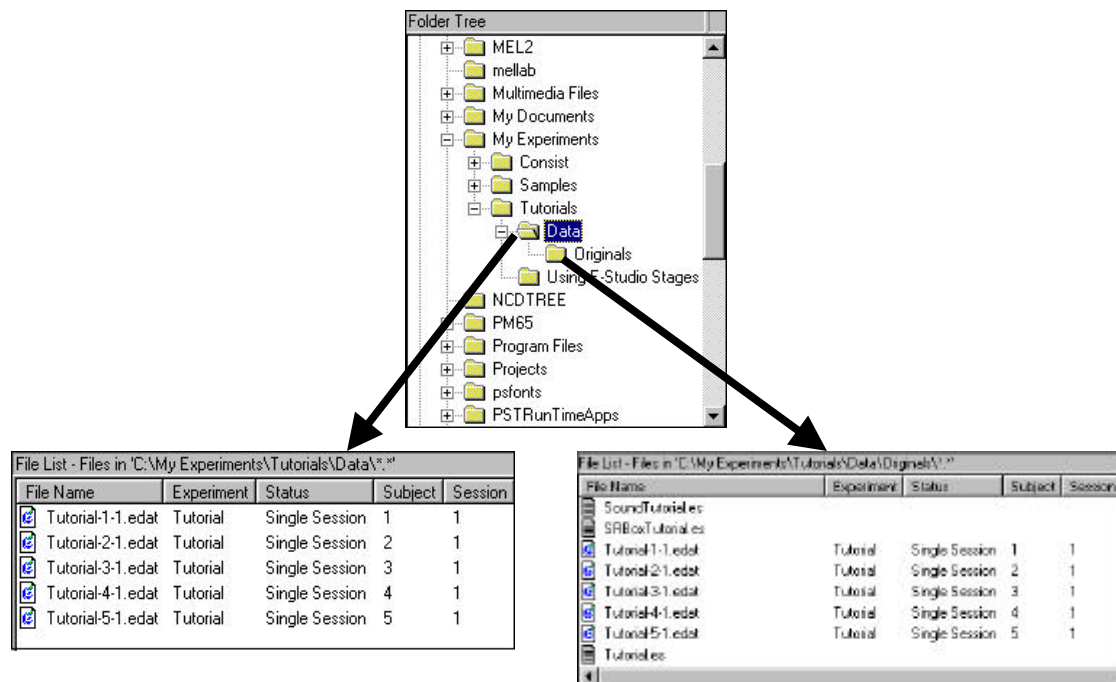 Folder Tree
MEL2
mellab
Multimedia Files
My Documents
My Experiments
Consist
Samples
Tutorials
Data
Originals
Using E-Studio Stages
NCDTREE
PM65
Program Files
Projects
psfonts
PSTRunTimeApps
File List - Files in 'C:\My Experiments\Tutorials\Data\*.*'
File Name Experiment Status Subject Session
Tutorial-1-1.edat Tutorial Single Session 1 1
Tutorial-2-1.edat Tutorial Single Session 2 1
Tutorial-3-1.edat Tutorial Single Session 3 1
Tutorial-4-1.edat Tutorial Single Session 4 1
Tutorial-5-1.edat Tutorial Single Session 5 1
File List - Files in 'C:\My Experiments\Tutorials\Data\Originals\*.*'
File Name Experiment Status Subject Session
SoundTutorial.es
SRBoxTutorial.es
Tutorial-1-1.edat Tutorial Single Session 1 1
Tutorial-2-1.edat Tutorial Single Session 2 1
Tutorial-3-1.edat Tutorial Single Session 3 1
Tutorial-4-1.edat Tutorial Single Session 4 1
Tutorial-5-1.edat Tutorial Single Session 5 1
Tutorial.es